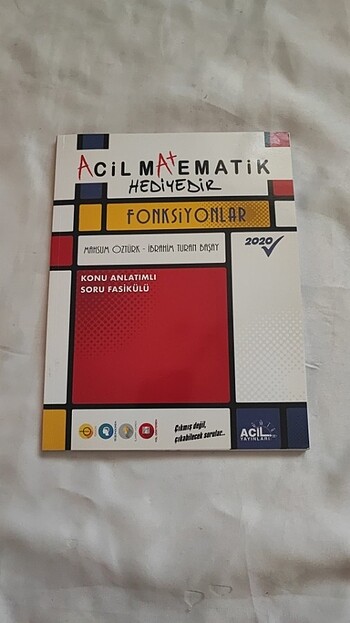 ACİL MATEMATİK
HEDİYEDİR
FONKSİYONLAR
MAHSUM ÖZTÜRK - İBRAHİM TURAN BAŞAY
2020
KONU ANLATIMLI
SORU FASİKÜLÜ
Çıkmış değil,
çıkabilecek sorular...
ACİL
YAYINLARI